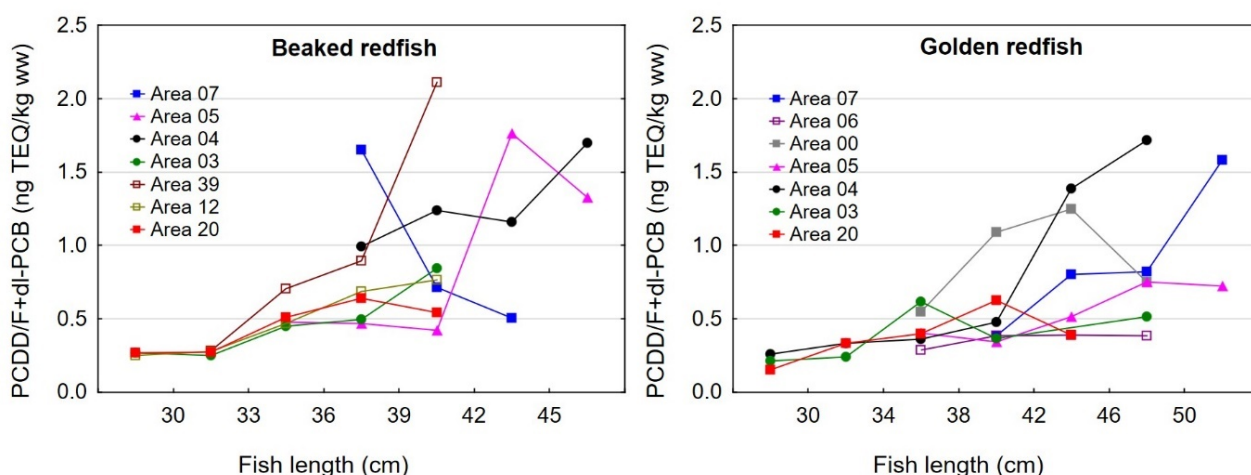 Beaked redfish
PCDD/F+dl-PCB (ng TEQ/kg ww)
2.5
2.0
1.5
1.0
0.5
0.0
Area 07
Area 05
Area 04
Area 03
Area 39
Area 12
Area 20
30 33 36 39 42 45
Fish length (cm)
Golden redfish
PCDD/F+dl-PCB (ng TEQ/kg ww)
2.5
2.0
1.5
1.0
0.5
0.0
Area 07
Area 06
Area 00
Area 05
Area 04
Area 03
Area 20
30 34 38 42 46 50
Fish length (cm)